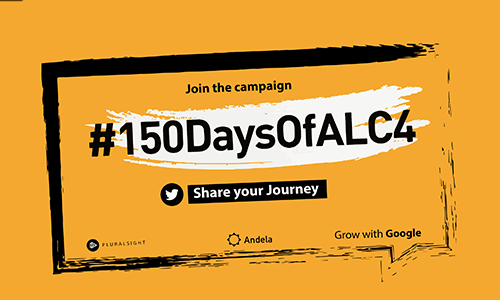 Join the campaign
#150DaysOfALC4
Share your Journey
PLURALSIGHT
Andela
Grow with Google